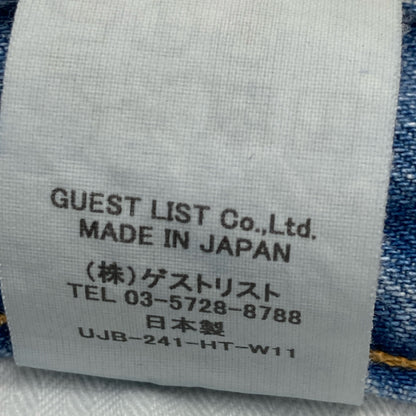 GUEST LIST Co.,Ltd.
MADE IN JAPAN
(株)ゲストリスト
TEL 03-5728-8788
日本製
UJB-241-HT-W11